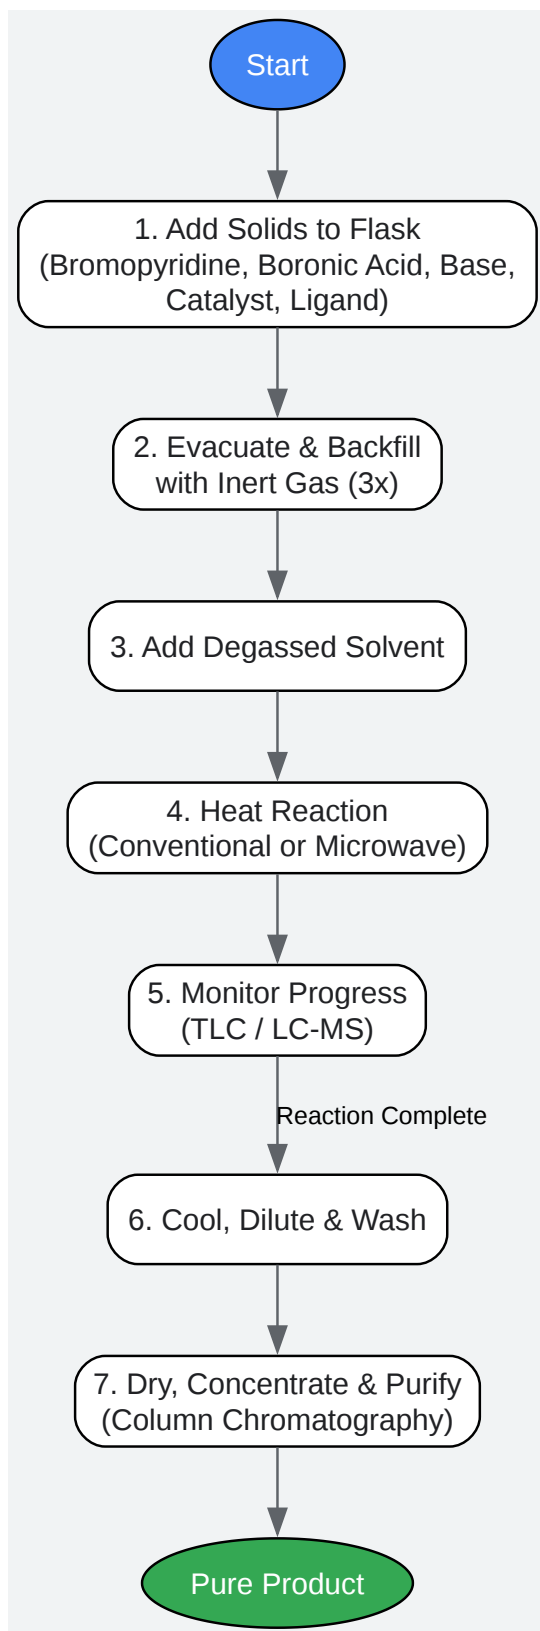 Start
1. Add Solids to Flask
(Bromopyridine, Boronic Acid, Base,
Catalyst, Ligand)
2. Evacuate & Backfill
with Inert Gas (3x)
3. Add Degassed Solvent
4. Heat Reaction
(Conventional or Microwave)
5. Monitor Progress
(TLC / LC-MS)
Reaction Complete
6. Cool, Dilute & Wash
7. Dry, Concentrate & Purify
(Column Chromatography)
Pure Product